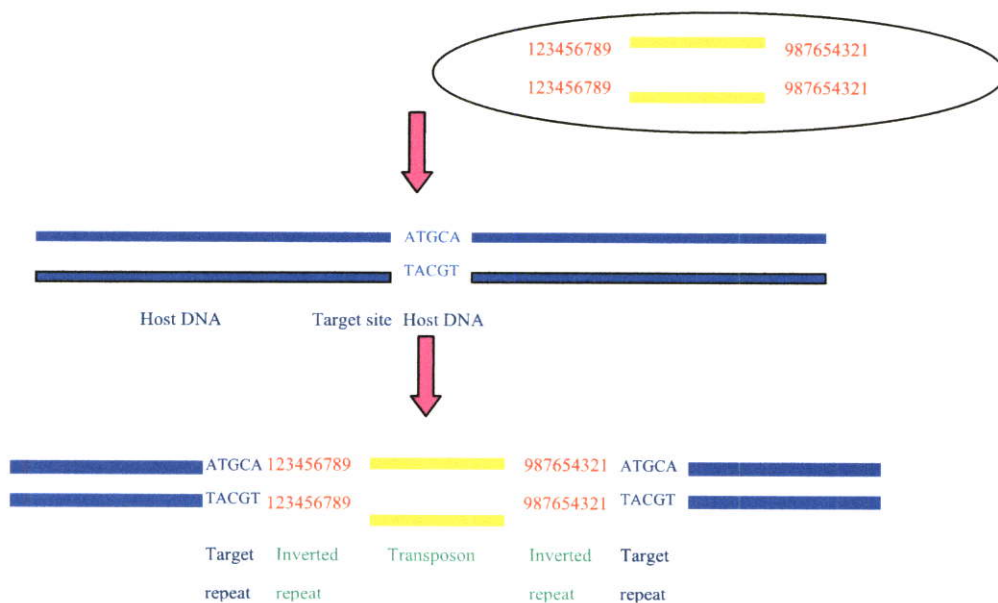 123456789 987654321
123456789 987654321
ATGCA
TACGT
Host DNA Target site Host DNA
ATGCA 123456789 987654321 ATGCA
TACGT 123456789 987654321 TACGT
Target Inverted Transposon Inverted Target
repeat repeat repeat repeat